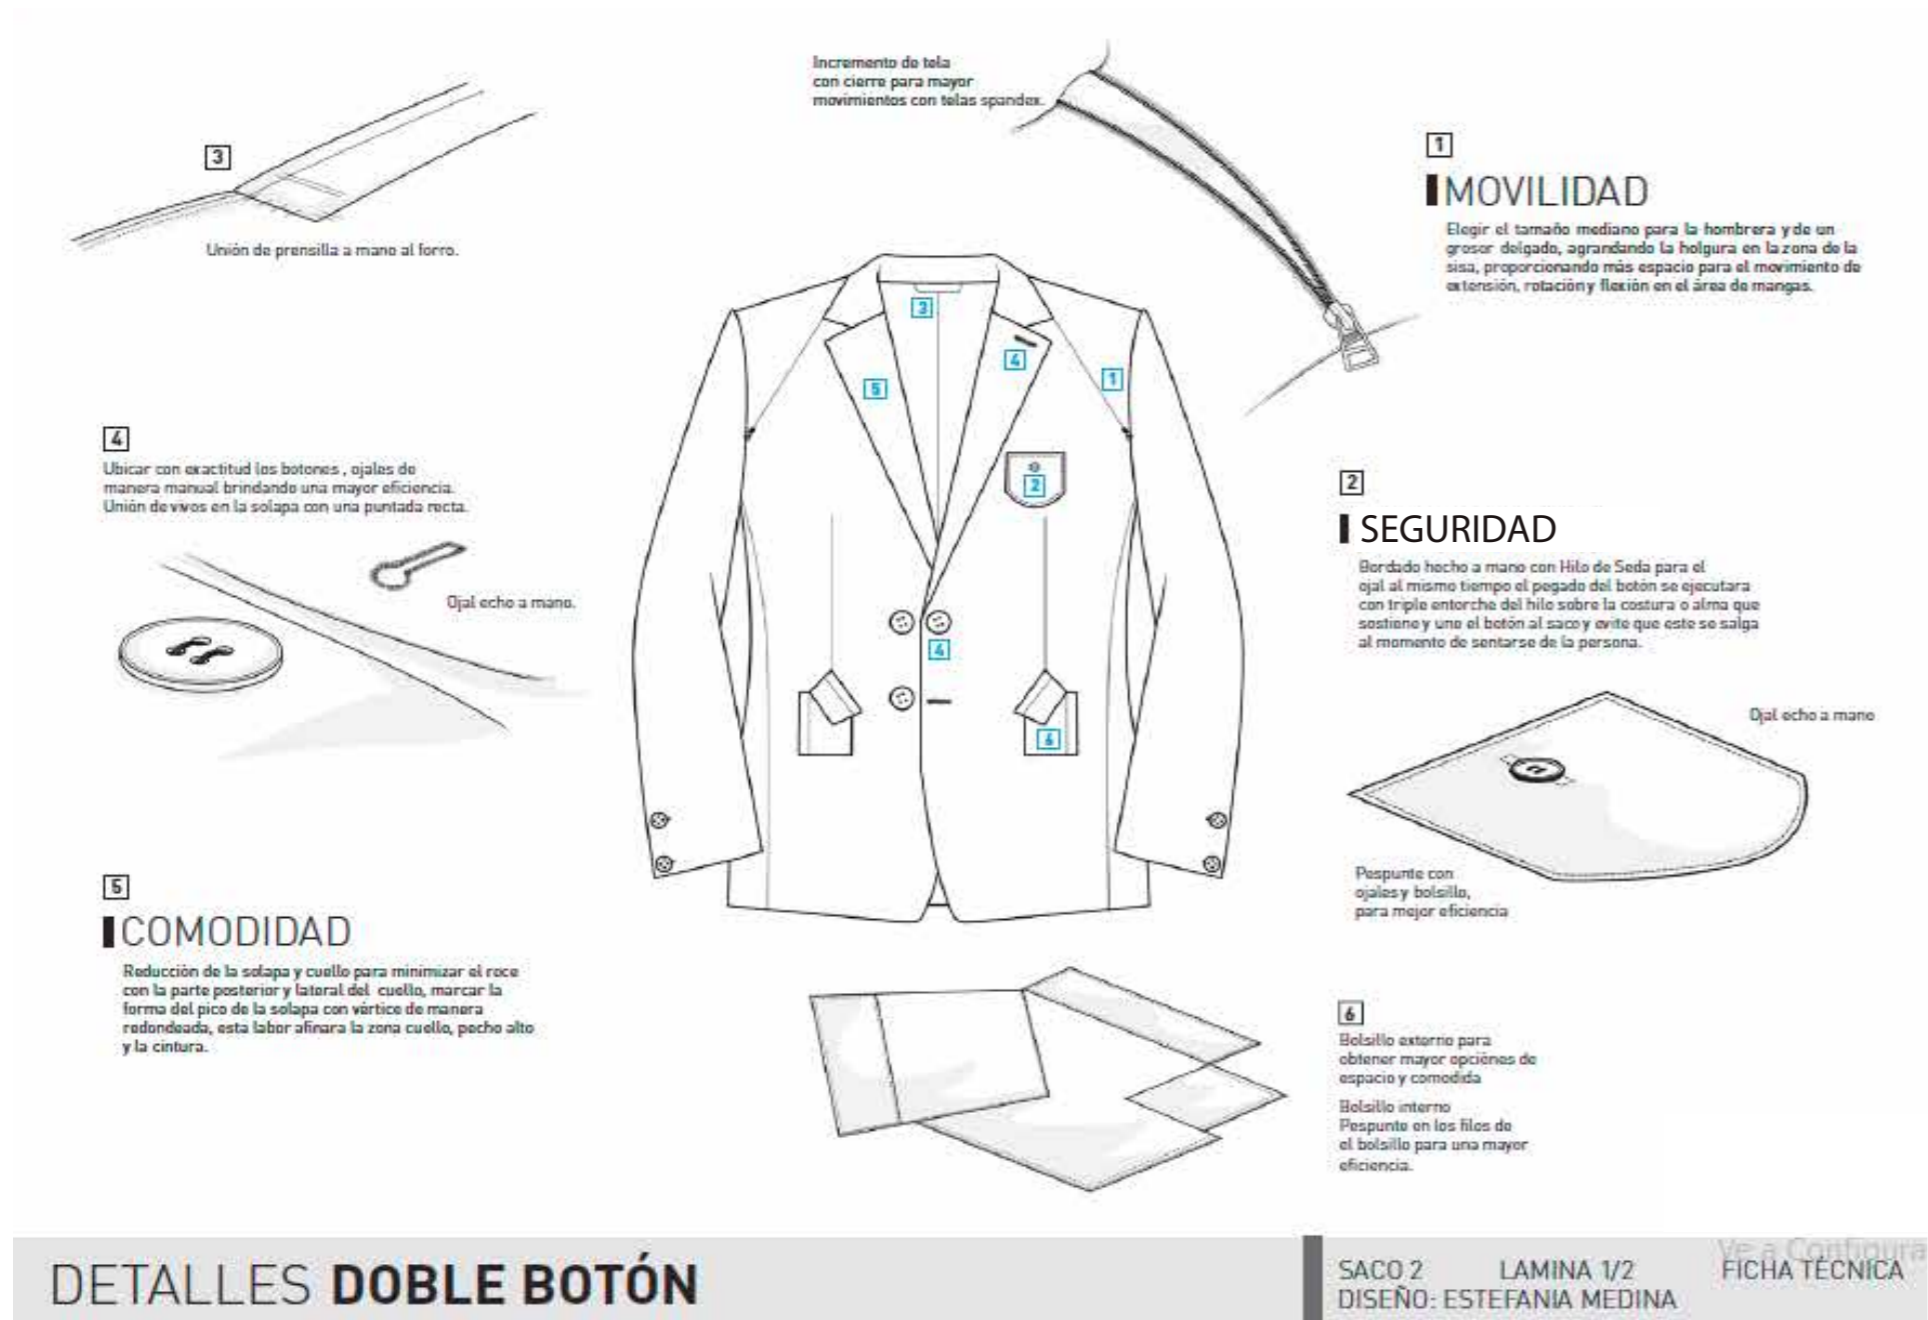 Incremento de tela
con cierre para mayor
movimientos con telas spandex.
3
Unión de prensilla a mano al forro.
1
MOVILIDAD
Elegir el tamaño mediano para la hombrera y de un
grosor delgado, agrandando la holgura en la zona de la
sisa, proporcionando más espacio para el movimiento de
extensión, rotación y flexión en el área de mangas.
3
4
5
1
2
4
6
4
Ubicar con exactitud los botones , ojales de
manera manual brindando una mayor eficiencia.
Unión de vivos en la solapa con una puntada recta.
Ojal echo a mano.
2
SEGURIDAD
Bordado hecho a mano con Hilo de Seda para el
ojal al mismo tiempo el pegado del botón se ejecutara
con triple entorche del hilo sobre la costura o alma que
sostiene y une el botón al saco y evite que este se salga
al momento de sentarse de la persona.
Ojal echo a mano
Pespunte con
ojales y bolsillo,
para mejor eficiencia
5
COMODIDAD
Reducción de la solapa y cuello para minimizar el roce
con la parte posterior y lateral del cuello, marcar la
forma del pico de la solapa con vértice de manera
redondeada, esta labor afinara la zona cuello, pecho alto
y la cintura.
6
Bolsillo externo para
obtener mayor opciónes de
espacio y comodida
Bolsillo interno
Pespunte en los filos de
el bolsillo para una mayor
eficiencia.
DETALLES DOBLE BOTÓN
SACO 2 LAMINA 1/2 FICHA TÉCNICA
DISEÑO: ESTEFANIA MEDINA
Ve a Configura